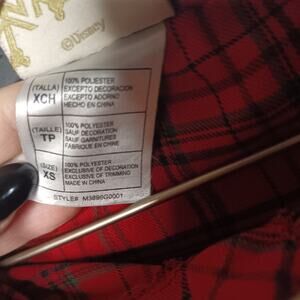 ©Disney
(TALLA)
XCH
100% POLIESTER
EXCEPTO DECORACION
EXCEPTO ADORNO
HECHO EN CHINA
(TAILLE)
TP
100% POLYESTER
SAUF DECORATION
SAUF GARNITURES
FABRIQUE EN CHINE
(SIZE)
XS
100% POLYESTER
EXCLUSIVE OF DECORATION
EXCLUSIVE OF TRIMMING
MADE IN CHINA
STYLE# M3896G0001